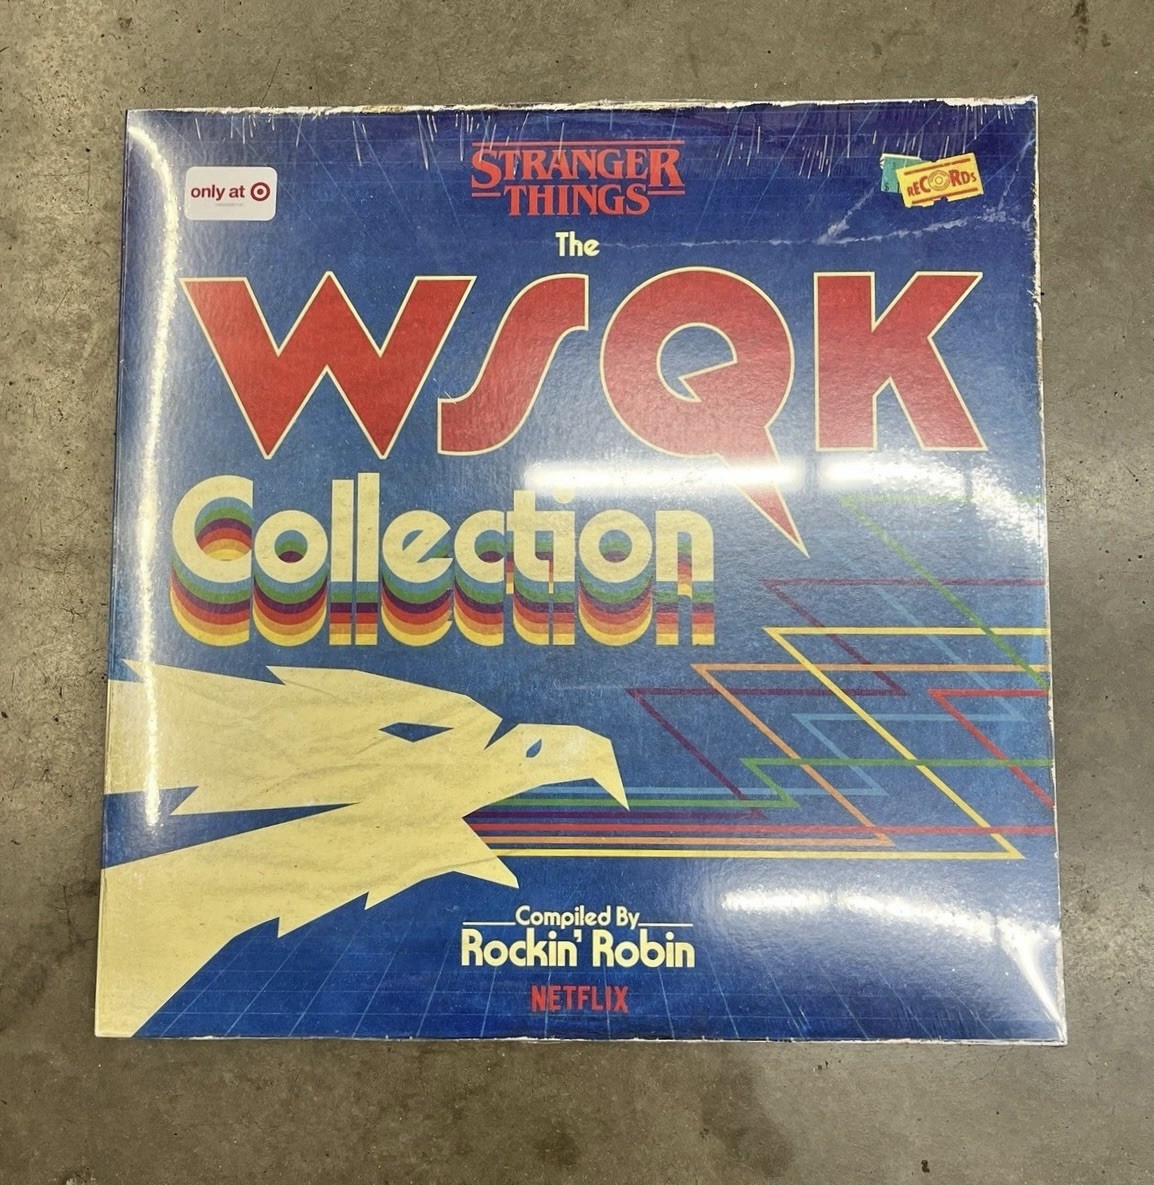 only at
STRANGER
THINGS
RECORDS
The
WSQK
Collection
Compiled By
Rockin' Robin
NETFLIX